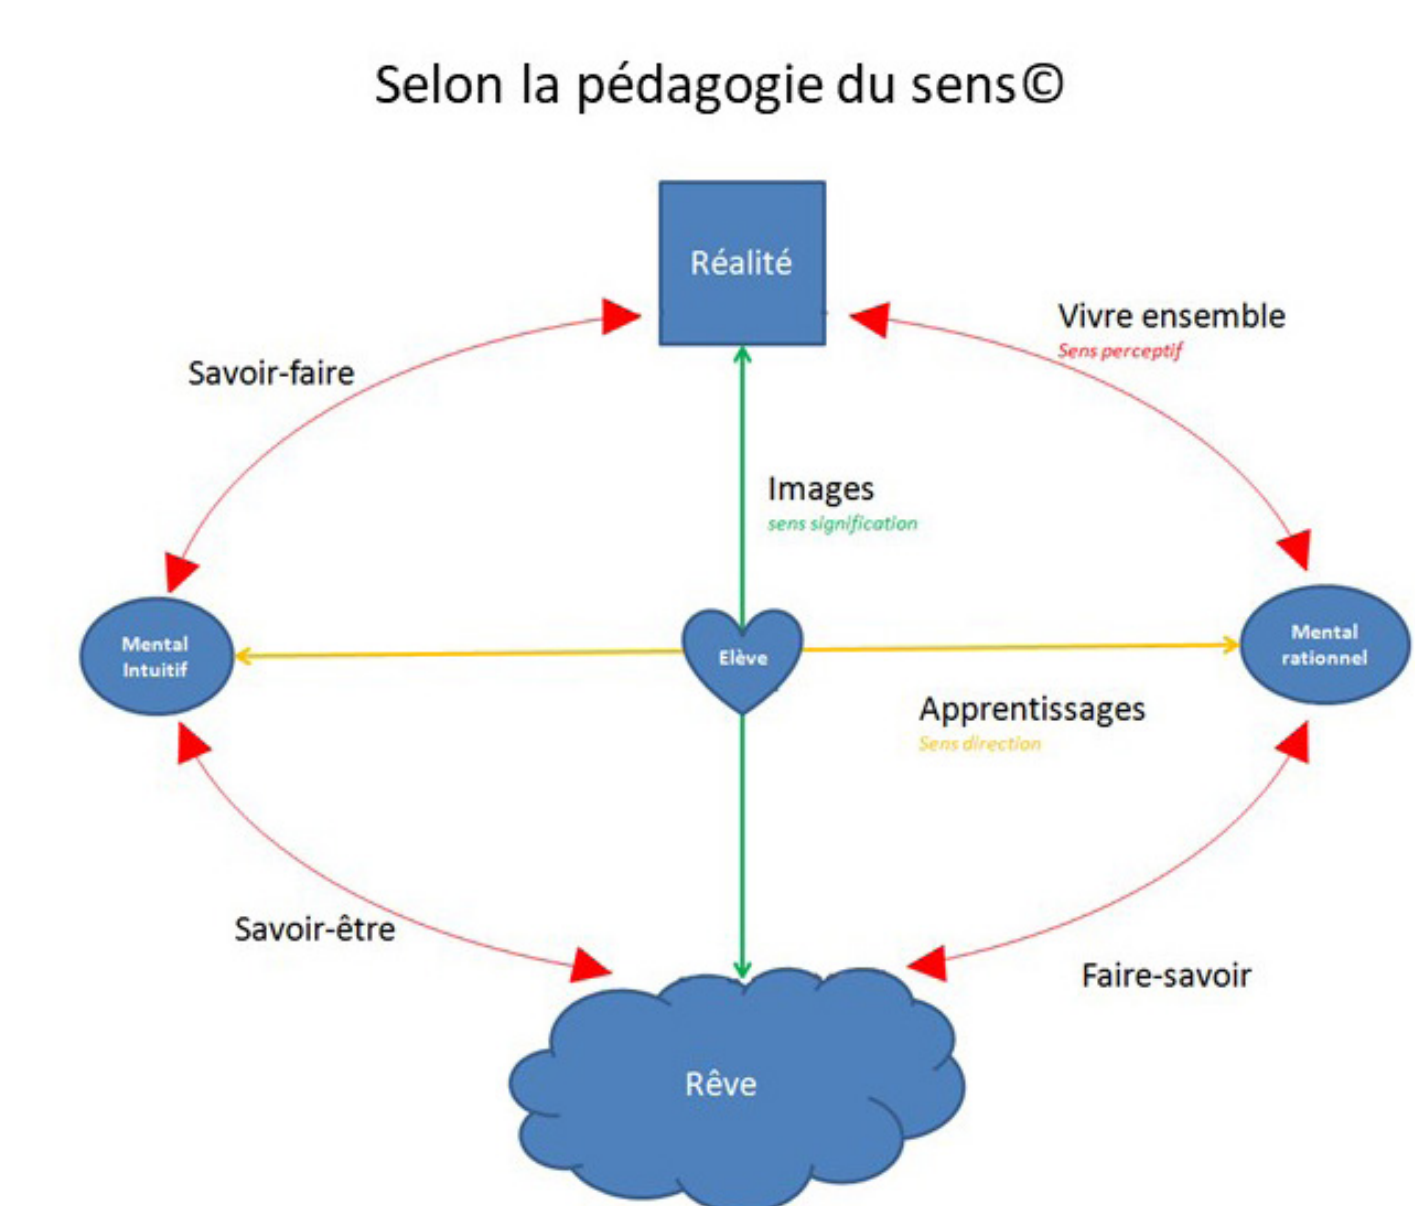 Selon la pédagogie du sens©
Réalité
Vivre ensemble
Sens perceptif
Savoir-faire
Images
sens signification
Mental
Intuitif
Elève
Mental
rationnel
Apprentissages
Sens direction
Savoir-être
Faire-savoir
Rêve